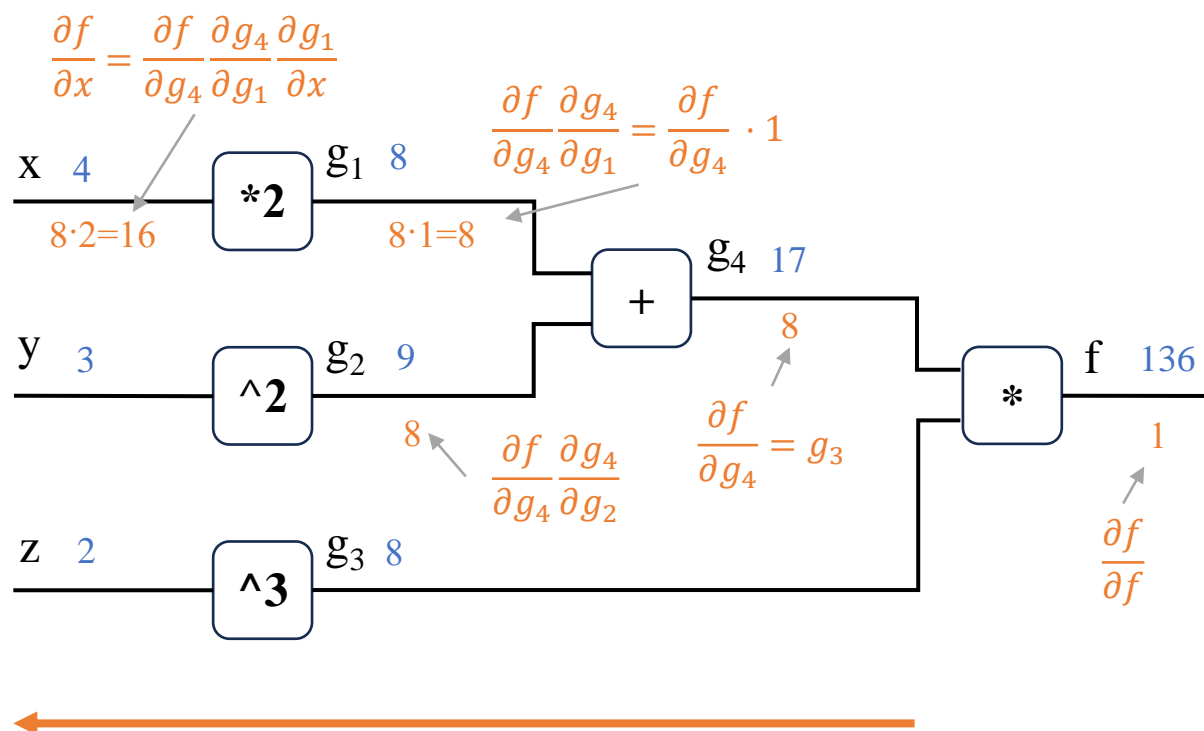 ∂f/∂x = ∂f/∂g₄ ∂g₄/∂g₁ ∂g₁/∂x
∂f/∂g₄ ∂g₄/∂g₁ = ∂f/∂g₄ · 1
x 4
*2
g₁ 8
8·2=16
8·1=8
+
g₄ 17
8
y 3
^2
g₂ 9
8
∂f/∂g₄ ∂g₄/∂g₂
∂f/∂g₄ = g₃
*
f 136
1
∂f/∂f
z 2
^3
g₃ 8